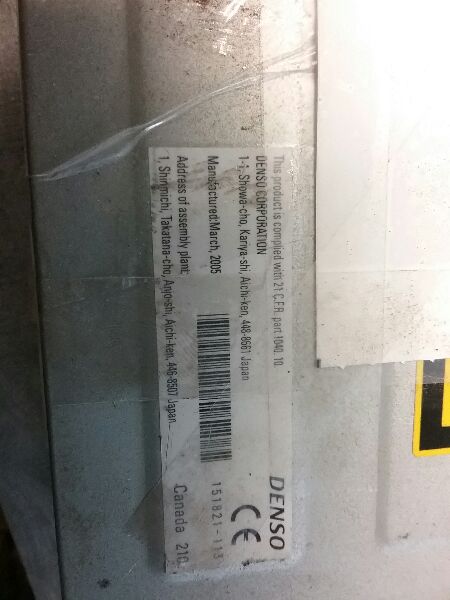 This product is complied with 21 C.F.R. part 1040. 10
DENSO CORPORATION
1-1, Showa-cho, Kariya-shi, Aichi-ken, 448-8661 Japan
Manufactured:March, 2005
Address of assembly plant:
1, Shinmichi, Takatana-cho, Anjo-shi, Aichi-ken, 446-8507 Japan
DENSO
CE
151821-113
Canada 210